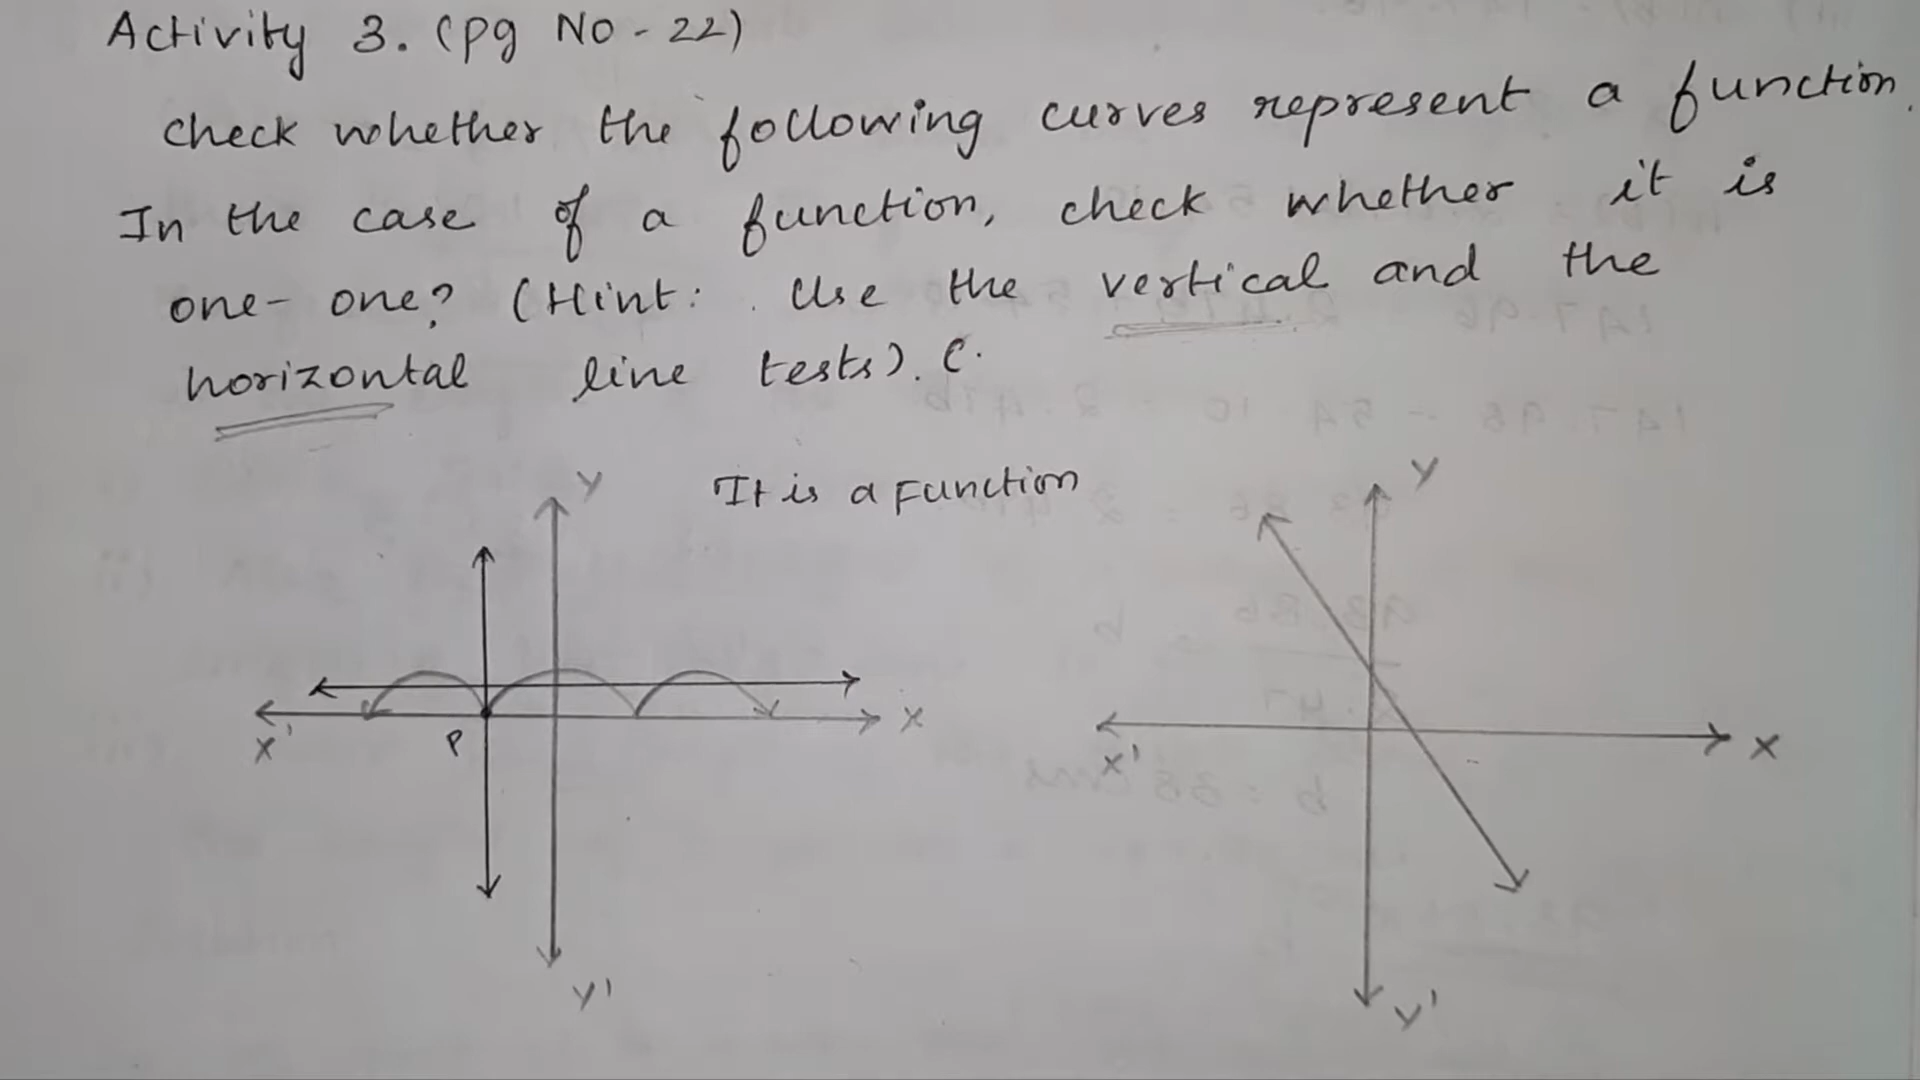 Activity 3. (pg No - 22)
check whether the following curves represent a function.
In the case of a function, check whether it is
one- one? (Hint: Use the vertical and the
horizontal line tests). (
Y
It is a Function
Y
X'
P
X
X'
X
Y'
Y'